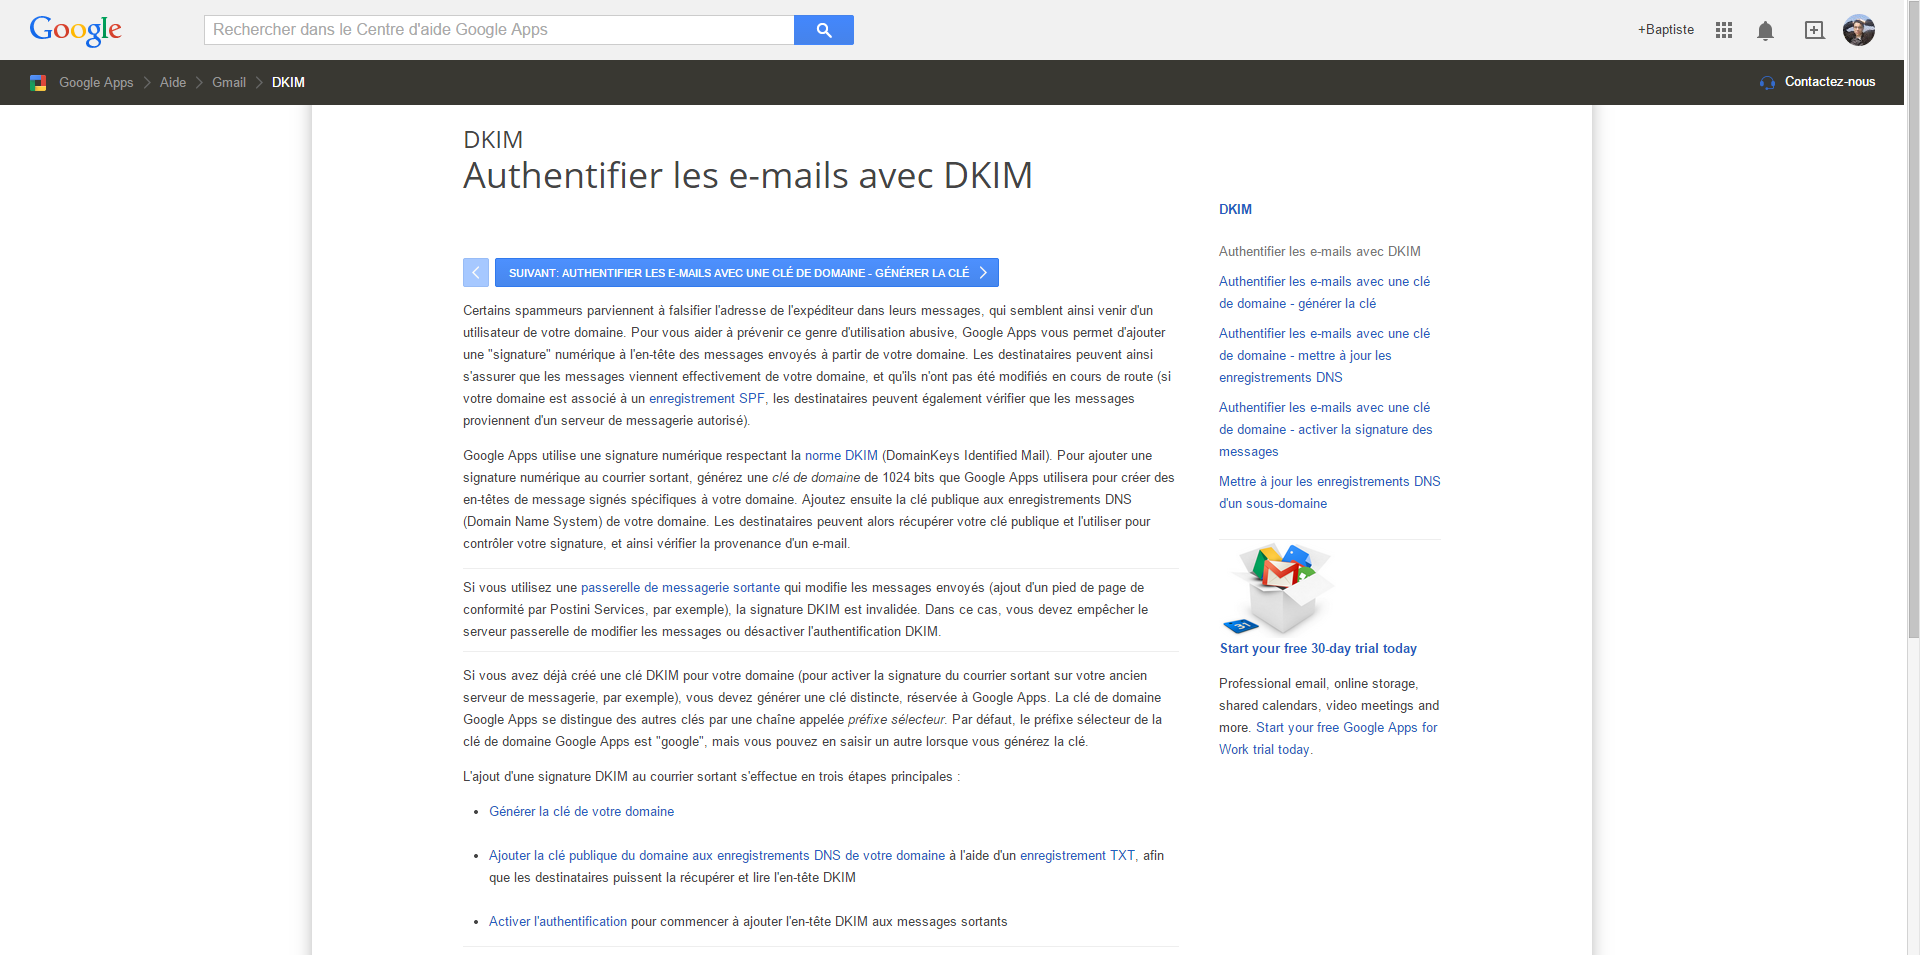 Google
Rechercher dans le Centre d'aide Google Apps
+Baptiste
Google Apps > Aide > Gmail > DKIM
Contactez-nous
DKIM
Authentifier les e-mails avec DKIM
SUIVANT: AUTHENTIFIER LES E-MAILS AVEC UNE CLÉ DE DOMAINE - GÉNÉRER LA CLÉ
Certains spammeurs parviennent à falsifier l'adresse de l'expéditeur dans leurs messages, qui semblent ainsi venir d'un
utilisateur de votre domaine. Pour vous aider à prévenir ce genre d'utilisation abusive, Google Apps vous permet d'ajouter
une "signature" numérique à l'en-tête des messages envoyés à partir de votre domaine. Les destinataires peuvent ainsi
s'assurer que les messages viennent effectivement de votre domaine, et qu'ils n'ont pas été modifiés en cours de route (si
votre domaine est associé à un enregistrement SPF, les destinataires peuvent également vérifier que les messages
proviennent d'un serveur de messagerie autorisé).
Google Apps utilise une signature numérique respectant la norme DKIM (DomainKeys Identified Mail). Pour ajouter une
signature numérique au courrier sortant, générez une clé de domaine de 1024 bits que Google Apps utilisera pour créer des
en-têtes de message signés spécifiques à votre domaine. Ajoutez ensuite la clé publique aux enregistrements DNS
(Domain Name System) de votre domaine. Les destinataires peuvent alors récupérer votre clé publique et l'utiliser pour
contrôler votre signature, et ainsi vérifier la provenance d'un e-mail.
Si vous utilisez une passerelle de messagerie sortante qui modifie les messages envoyés (ajout d'un pied de page de
conformité par Postini Services, par exemple), la signature DKIM est invalidée. Dans ce cas, vous devez empêcher le
serveur passerelle de modifier les messages ou désactiver l'authentification DKIM.
Si vous avez déjà créé une clé DKIM pour votre domaine (pour activer la signature du courrier sortant sur votre ancien
serveur de messagerie, par exemple), vous devez générer une clé distincte, réservée à Google Apps. La clé de domaine
Google Apps se distingue des autres clés par une chaîne appelée préfixe sélecteur. Par défaut, le préfixe sélecteur de la
clé de domaine Google Apps est "google", mais vous pouvez en saisir un autre lorsque vous générez la clé.
L'ajout d'une signature DKIM au courrier sortant s'effectue en trois étapes principales :
• Générer la clé de votre domaine
• Ajouter la clé publique du domaine aux enregistrements DNS de votre domaine à l'aide d'un enregistrement TXT, afin
que les destinataires puissent la récupérer et lire l'en-tête DKIM
• Activer l'authentification pour commencer à ajouter l'en-tête DKIM aux messages sortants
DKIM
Authentifier les e-mails avec DKIM
Authentifier les e-mails avec une clé
de domaine - générer la clé
Authentifier les e-mails avec une clé
de domaine - mettre à jour les
enregistrements DNS
Authentifier les e-mails avec une clé
de domaine - activer la signature des
messages
Mettre à jour les enregistrements DNS
d'un sous-domaine
Start your free 30-day trial today
Professional email, online storage,
shared calendars, video meetings and
more. Start your free Google Apps for
Work trial today.